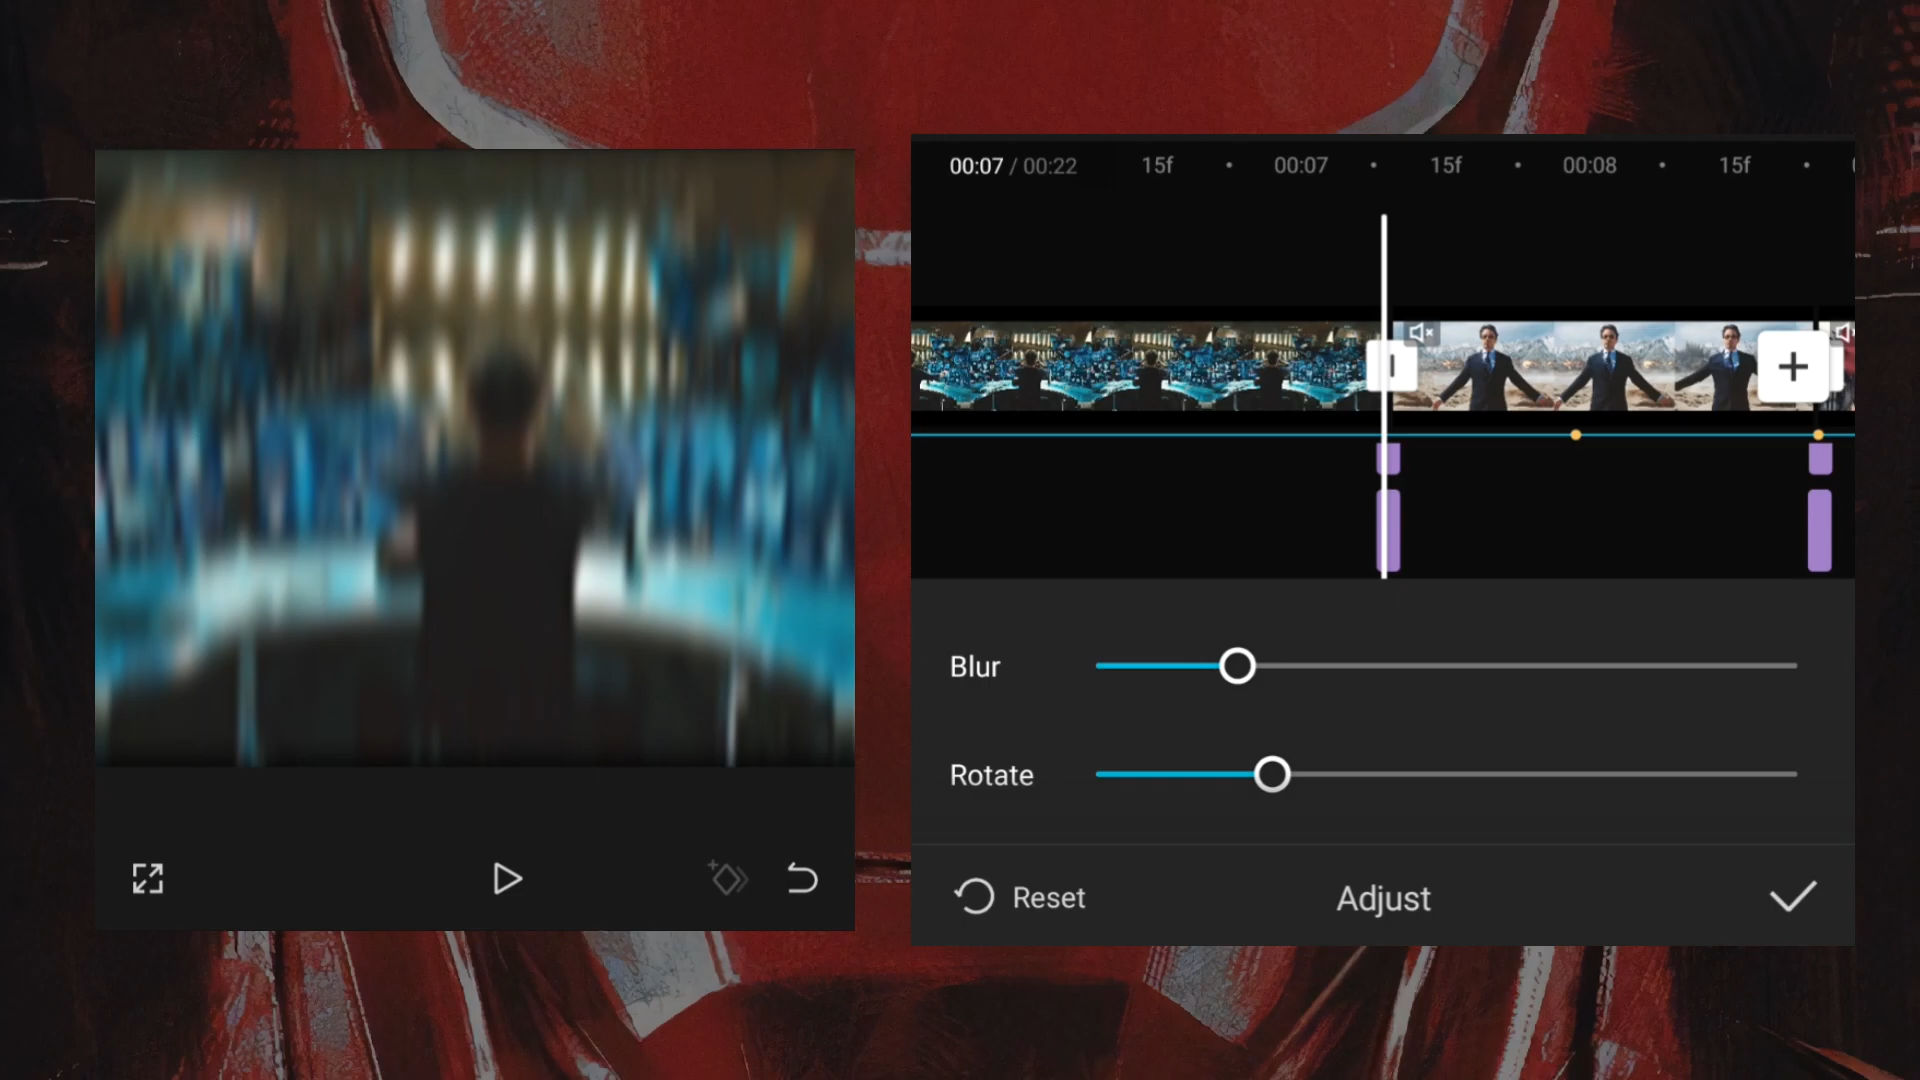 00:07 / 00:22 15f 00:07 15f 00:08 15f
Blur
Rotate
Reset Adjust